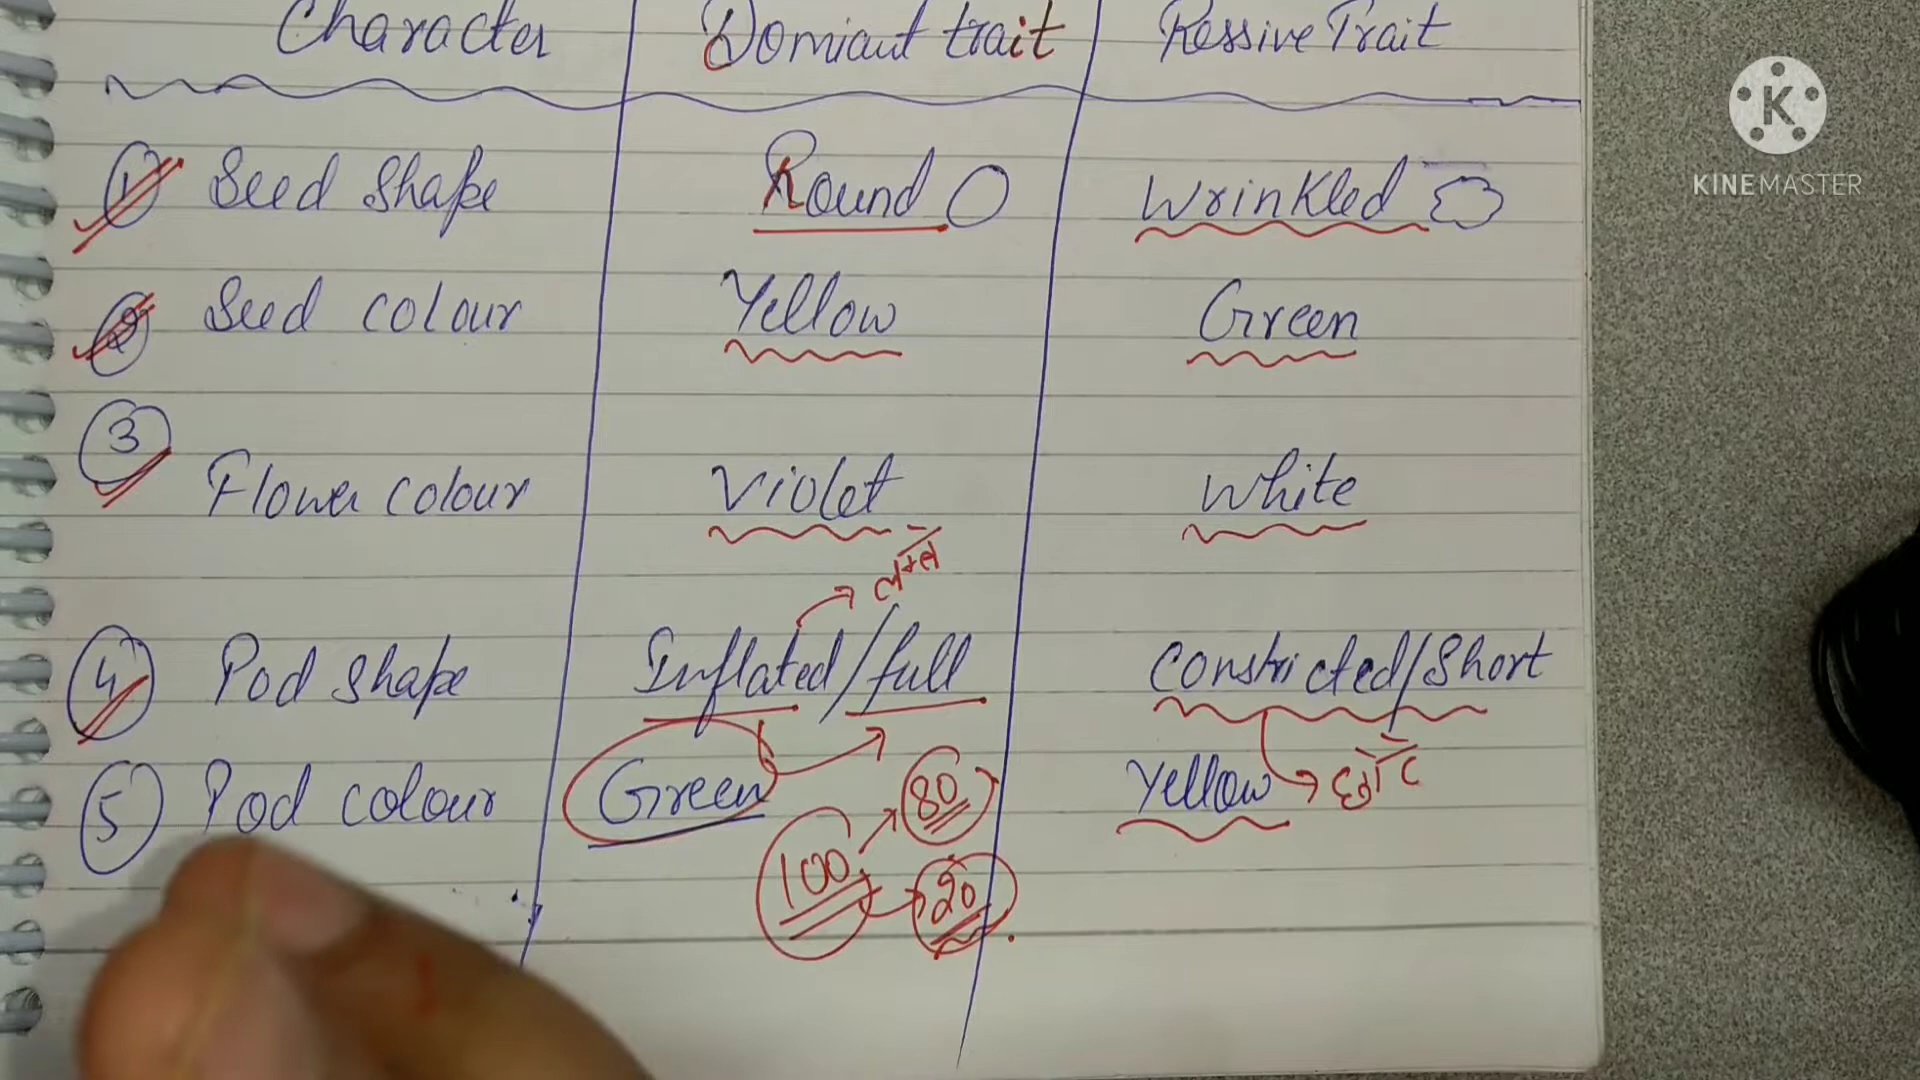 Character Domiant trait Ressive Trait
1 Seed Shape Round Wrinkled
2 Seed colour Yellow Green
3 Flower colour Violet White
4 Pod Shape Inflated/full Constricted/Short
5 Pod colour Green Yellow
100 80
20
K
KINEMASTER